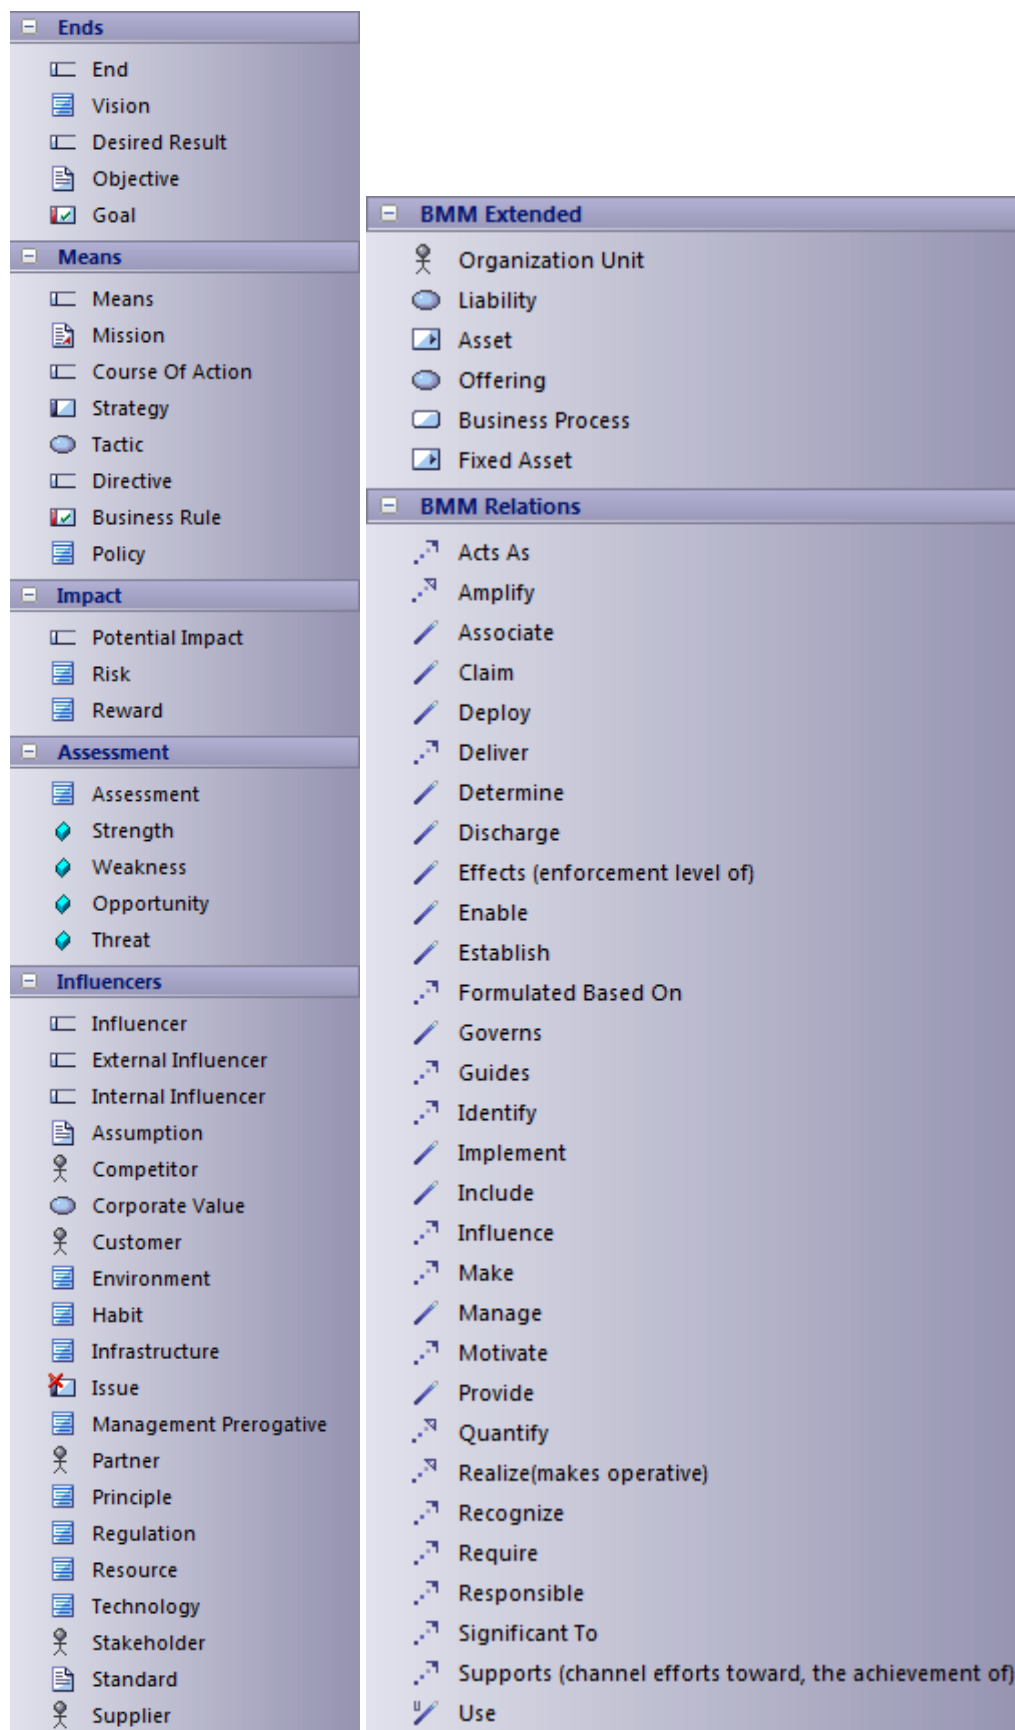 Ends
End
Vision
Desired Result
Objective
Goal
Means
Means
Mission
Course Of Action
Strategy
Tactic
Directive
Business Rule
Policy
Impact
Potential Impact
Risk
Reward
Assessment
Assessment
Strength
Weakness
Opportunity
Threat
Influencers
Influencer
External Influencer
Internal Influencer
Assumption
Competitor
Corporate Value
Customer
Environment
Habit
Infrastructure
Issue
Management Prerogative
Partner
Principle
Regulation
Resource
Technology
Stakeholder
Standard
Supplier
BMM Extended
Organization Unit
Liability
Asset
Offering
Business Process
Fixed Asset
BMM Relations
Acts As
Amplify
Associate
Claim
Deploy
Deliver
Determine
Discharge
Effects (enforcement level of)
Enable
Establish
Formulated Based On
Governs
Guides
Identify
Implement
Include
Influence
Make
Manage
Motivate
Provide
Quantify
Realize(makes operative)
Recognize
Require
Responsible
Significant To
Supports (channel efforts toward, the achievement of)
U Use